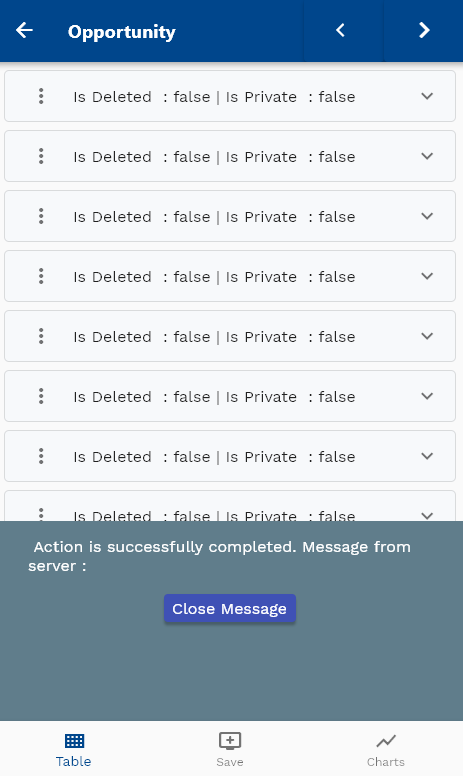 Opportunity
Is Deleted : false | Is Private : false
Is Deleted : false | Is Private : false
Is Deleted : false | Is Private : false
Is Deleted : false | Is Private : false
Is Deleted : false | Is Private : false
Is Deleted : false | Is Private : false
Is Deleted : false | Is Private : false
Is Deleted : false | Is Private : false
Action is successfully completed. Message from
server :
Close Message
Table
Save
Charts